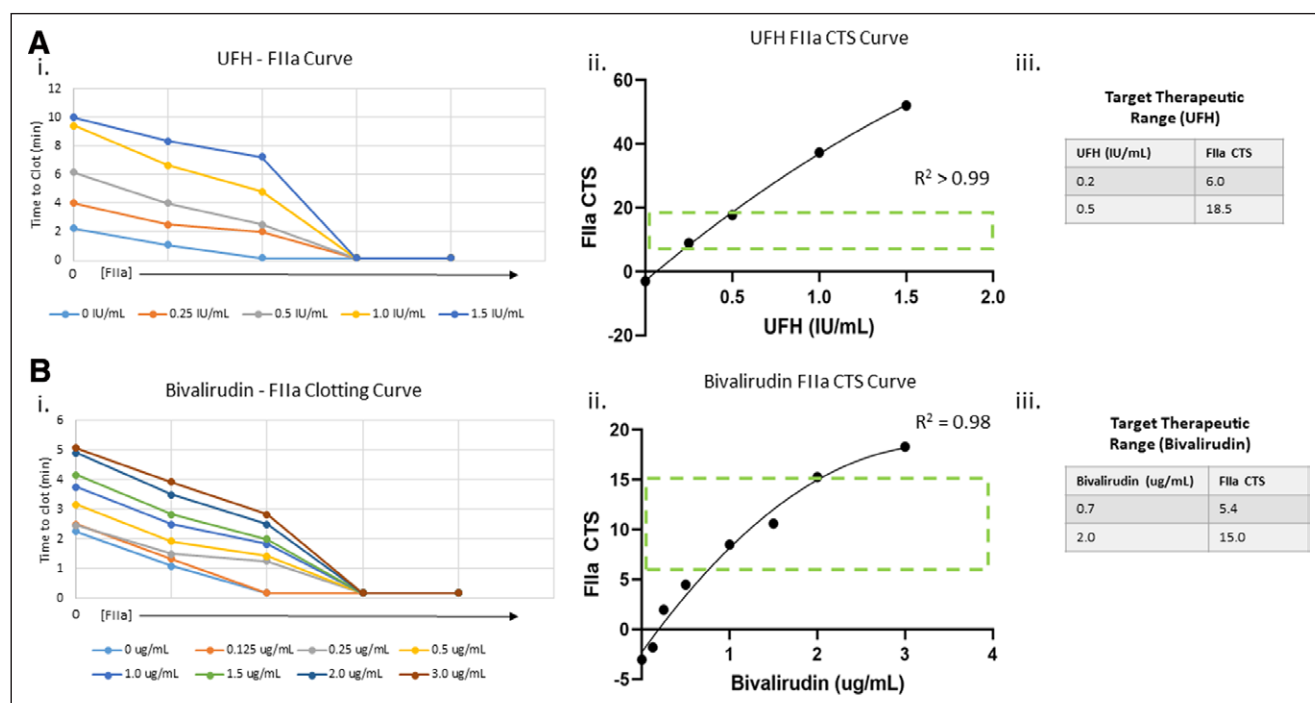 A
i.
UFH - FIIa Curve
Time to Clot (min)
12
10
8
6
4
2
0
0
[FIIa]
0 IU/mL 0.25 IU/mL 0.5 IU/mL 1.0 IU/mL 1.5 IU/mL
ii.
UFH FIIa CTS Curve
FIIa CTS
60
40
20
0
-20
R² > 0.99
0.5 1.0 1.5 2.0
UFH (IU/mL)
iii.
Target Therapeutic
Range (UFH)
UFH (IU/mL) FIIa CTS
0.2 6.0
0.5 18.5
B
i.
Bivalirudin - FIIa Clotting Curve
Time to clot (min)
6
5
4
3
2
1
0
0
[FIIa]
0 ug/mL 0.125 ug/mL 0.25 ug/mL 0.5 ug/mL
1.0 ug/mL 1.5 ug/mL 2.0 ug/mL 3.0 ug/mL
ii.
Bivalirudin FIIa CTS Curve
FIIa CTS
R² = 0.98
20
15
10
5
0
-5
1 2 3 4
Bivalirudin (ug/mL)
iii.
Target Therapeutic
Range (Bivalirudin)
Bivalirudin (ug/mL) FIIa CTS
0.7 5.4
2.0 15.0